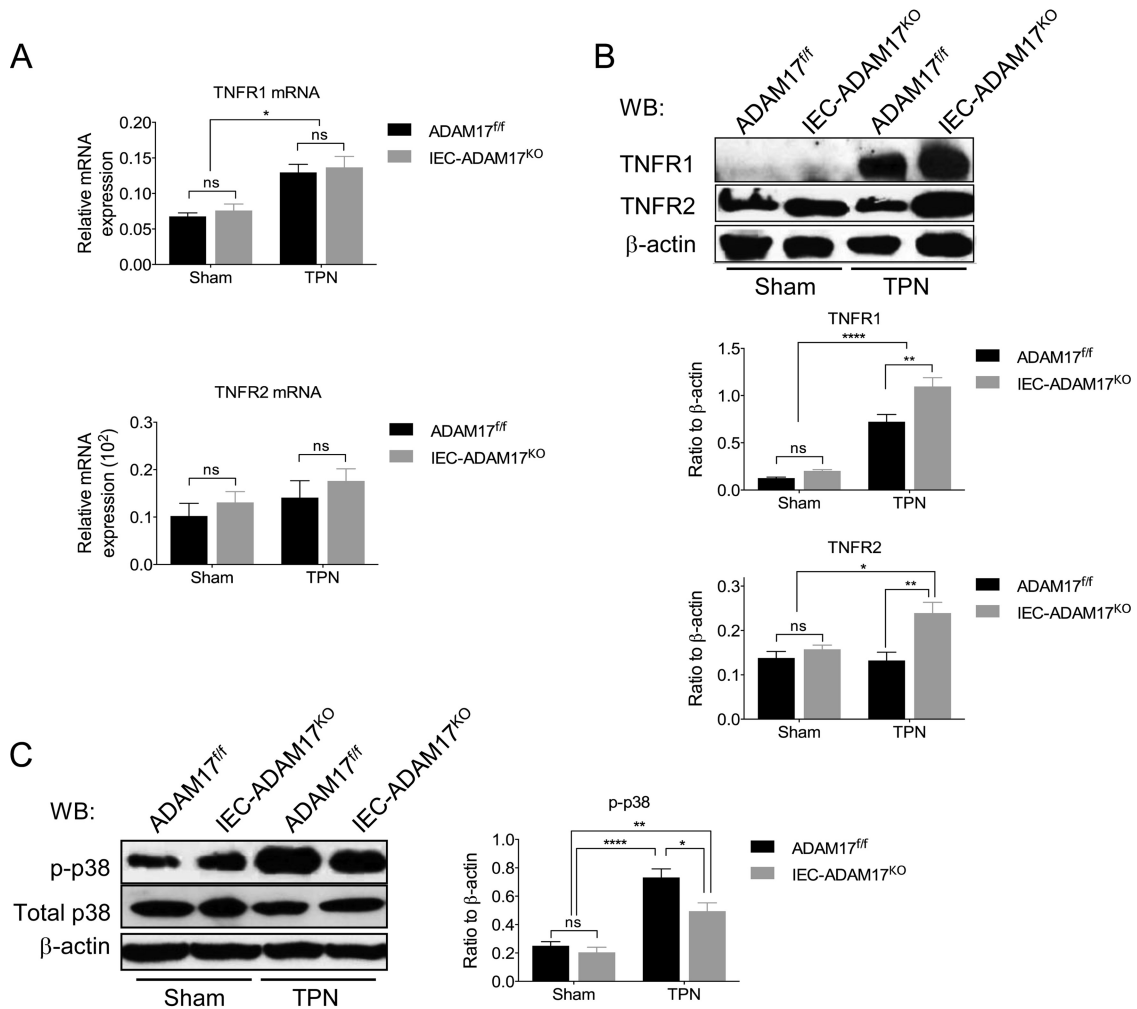 A
TNFR1 mRNA
Relative mRNA
expression
0.20
0.15
0.10
0.05
0.00
*
ns
ns
Sham
TPN
ADAM17f/f
IEC-ADAM17KO
TNFR2 mRNA
Relative mRNA
expression (10²)
0.3
0.2
0.1
0.0
ns
ns
Sham
TPN
ADAM17f/f
IEC-ADAM17KO
B
WB:
ADAM17f/f
IEC-ADAM17KO
ADAM17f/f
IEC-ADAM17KO
TNFR1
TNFR2
β-actin
Sham
TPN
TNFR1
Ratio to β-actin
1.5
1.0
0.5
0.0
****
**
ns
Sham
TPN
ADAM17f/f
IEC-ADAM17KO
TNFR2
Ratio to β-actin
0.3
0.2
0.1
0.0
*
**
ns
Sham
TPN
ADAM17f/f
IEC-ADAM17KO
C
WB:
ADAM17f/f
IEC-ADAM17KO
ADAM17f/f
IEC-ADAM17KO
p-p38
Total p38
β-actin
Sham
TPN
p-p38
Ratio to β-actin
1.0
0.8
0.6
0.4
0.2
0.0
**
****
*
ns
Sham
TPN
ADAM17f/f
IEC-ADAM17KO